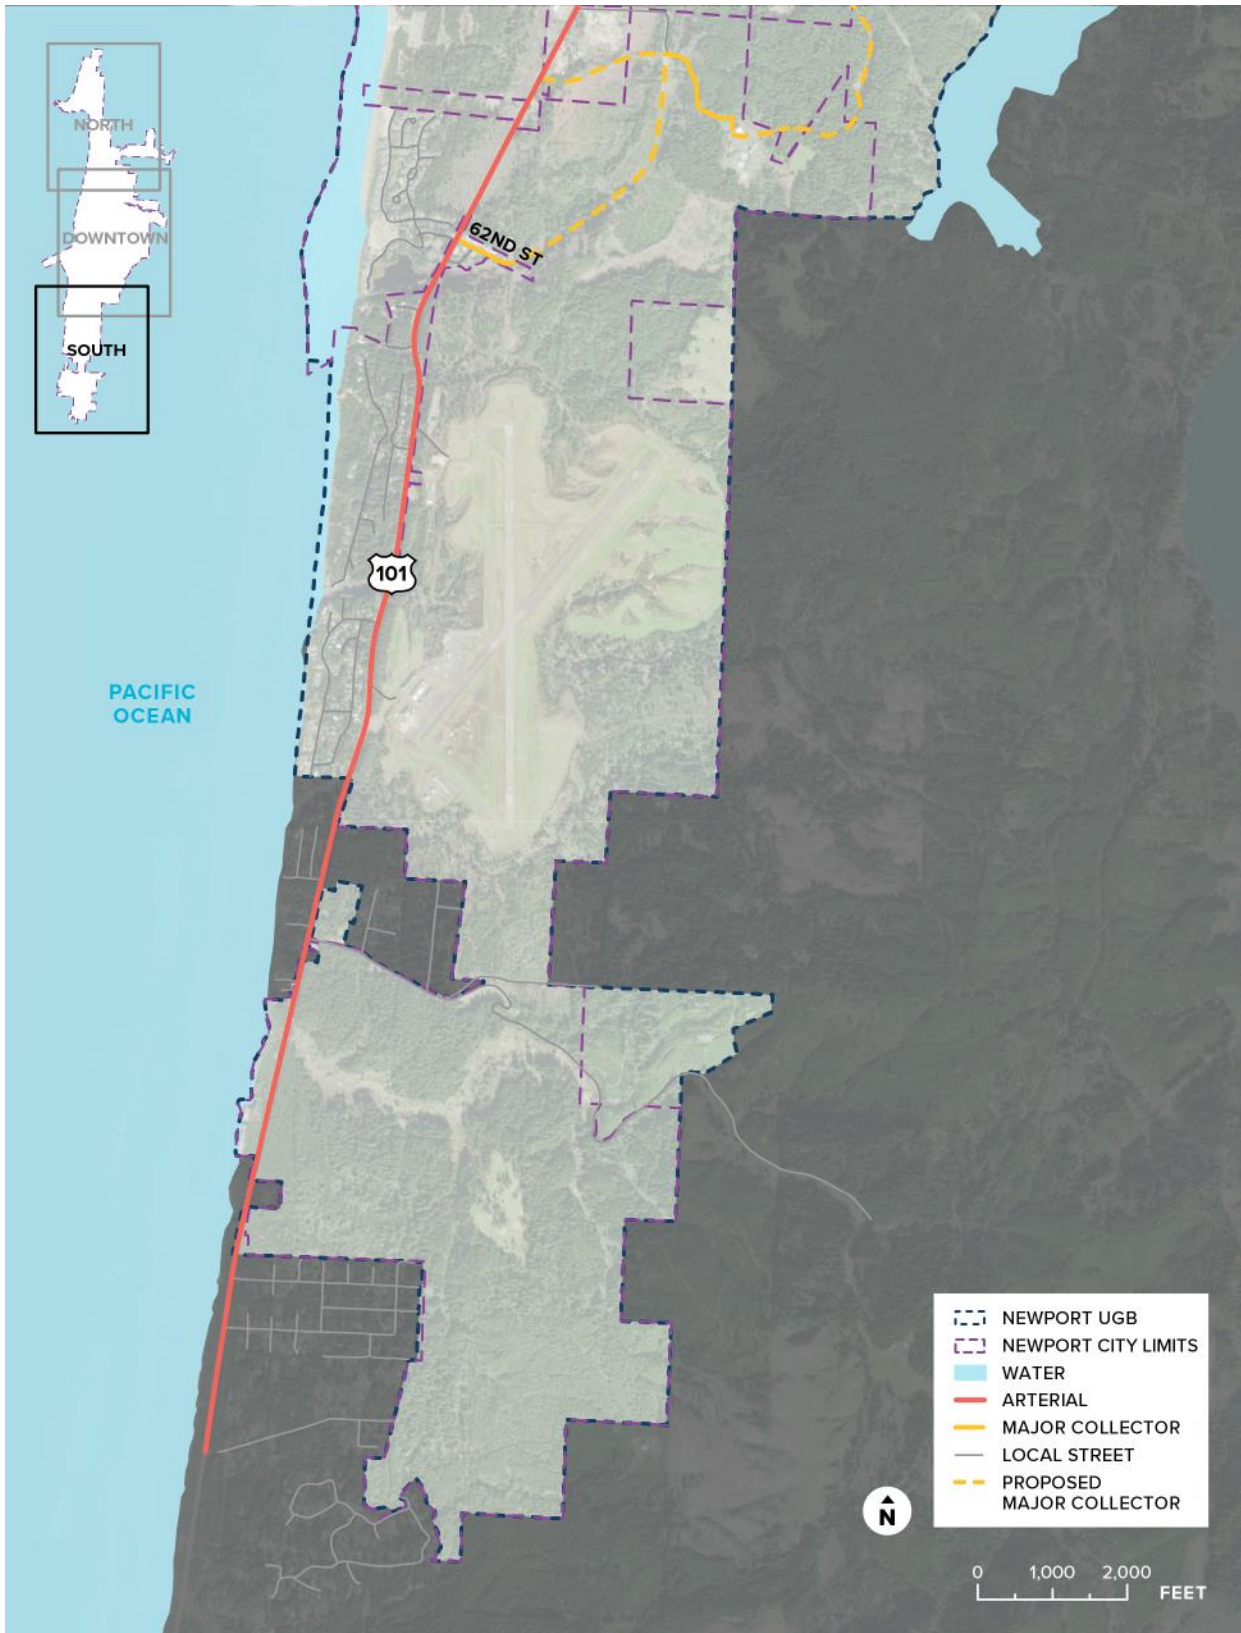 NORTH
DOWNTOWN
SOUTH
62ND ST
101
PACIFIC
OCEAN
NEWPORT UGB
NEWPORT CITY LIMITS
WATER
ARTERIAL
MAJOR COLLECTOR
LOCAL STREET
PROPOSED
MAJOR COLLECTOR
N
0 1,000 2,000
FEET